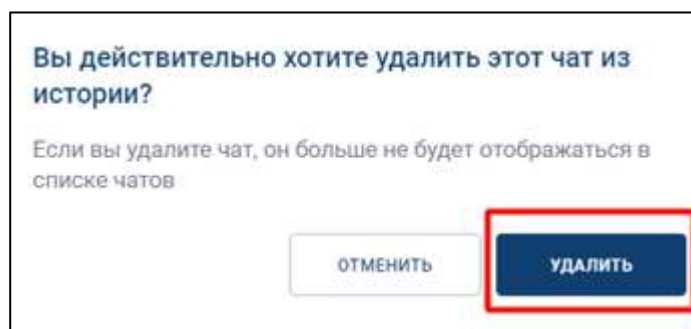 Вы действительно хотите удалить этот чат из
истории?
Если вы удалите чат, он больше не будет отображаться в
списке чатов
ОТМЕНИТЬ УДАЛИТЬ